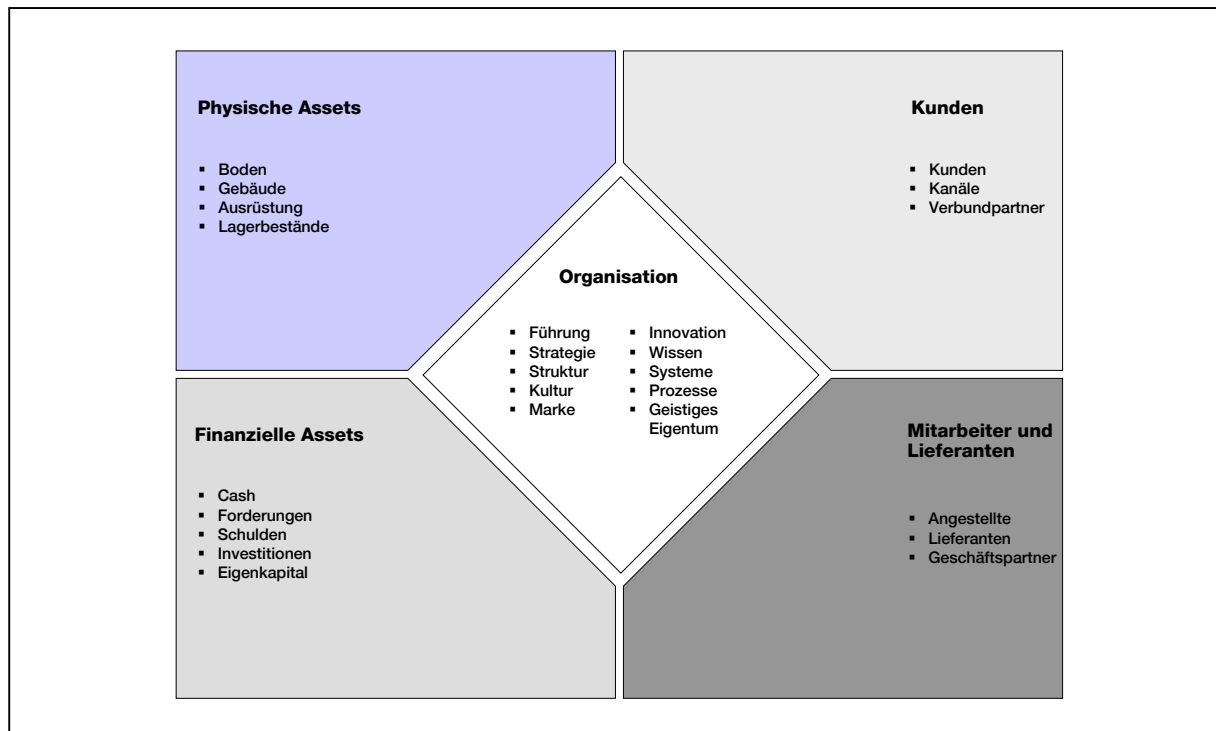 Physische Assets
▪ Boden
▪ Gebäude
▪ Ausrüstung
▪ Lagerbestände
Kunden
▪ Kunden
▪ Kanäle
▪ Verbundpartner
Organisation
▪ Führung
▪ Strategie
▪ Struktur
▪ Kultur
▪ Marke
▪ Innovation
▪ Wissen
▪ Systeme
▪ Prozesse
▪ Geistiges
Eigentum
Finanzielle Assets
▪ Cash
▪ Forderungen
▪ Schulden
▪ Investitionen
▪ Eigenkapital
Mitarbeiter und
Lieferanten
▪ Angestellte
▪ Lieferanten
▪ Geschäftspartner